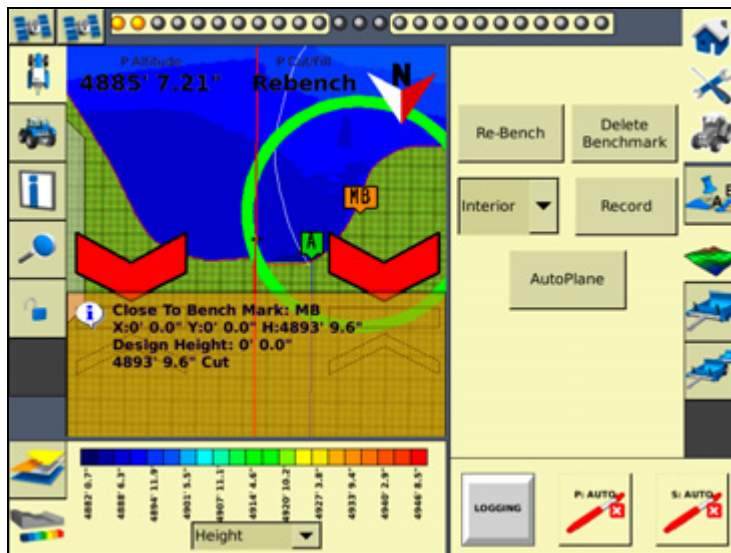 P Altitude
4885' 7.21"
P Cut/Fill
Rebench
N
MB
A
Close To Bench Mark: MB
X:0' 0.0" Y:0' 0.0" H:4893' 9.6"
Design Height: 0' 0.0"
4893' 9.6" Cut
4882' 0.7"
4888' 6.3"
4894' 11.9"
4901' 5.5"
4907' 11.1"
4914' 4.6"
4920' 10.2"
4927' 3.8"
4933' 9.4"
4940' 2.9"
4946' 8.5"
Height
Re-Bench
Delete
Benchmark
Interior
Record
AutoPlane
LOGGING
P: AUTO
S: AUTO
A
B